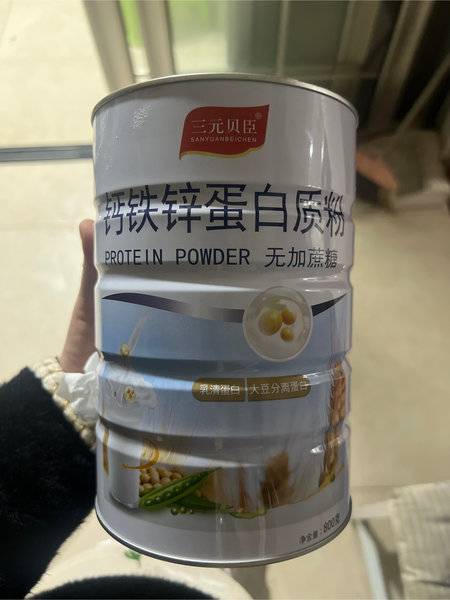 三元贝臣
SANYUANBEICHEN
钙铁锌蛋白质粉
PROTEIN POWDER 无加蔗糖
乳清蛋白 大豆分离蛋白
净含量:800克